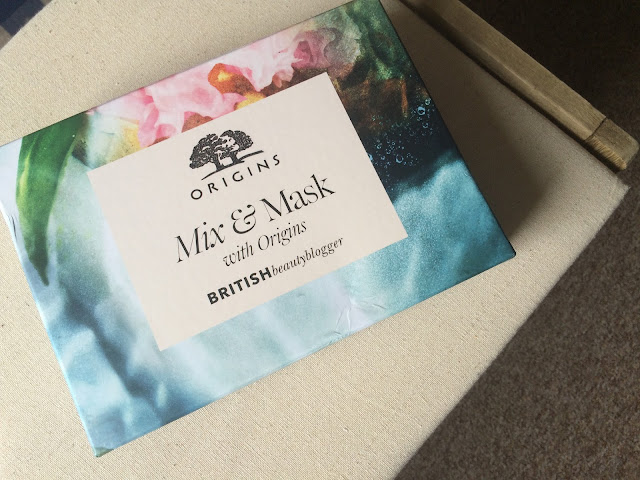 ORIGINS
Mix & Mask
with Origins
BRITISHbeautyblogger